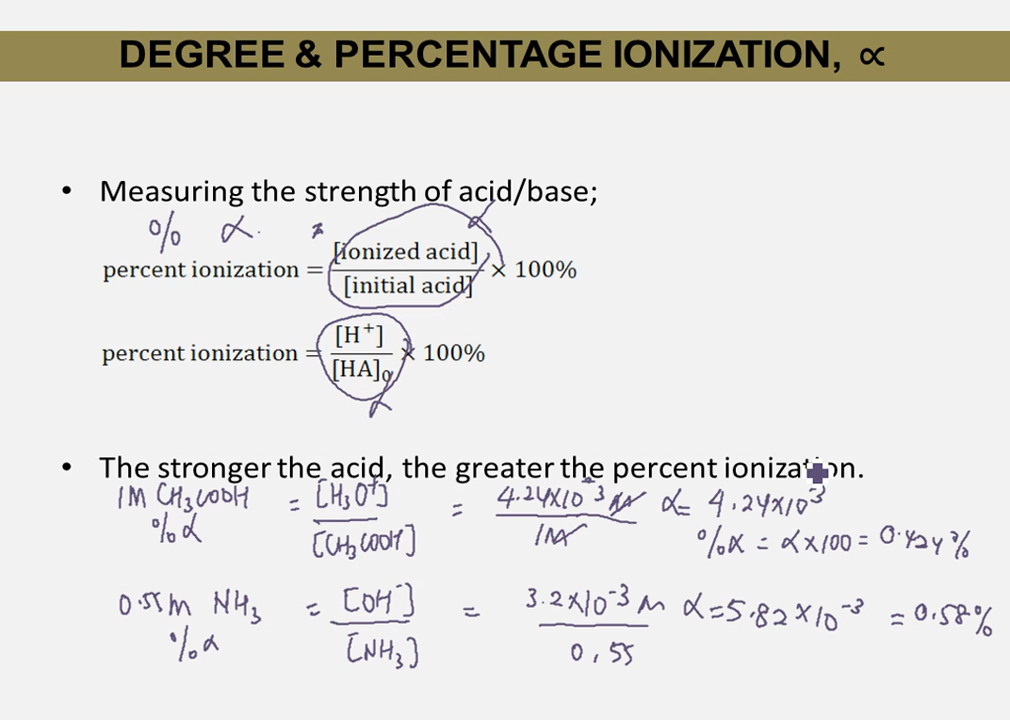 DEGREE & PERCENTAGE IONIZATION, ∝
• Measuring the strength of acid/base;
% α
α
percent ionization = [ionized acid] / [initial acid] × 100%
percent ionization = [H⁺] / [HA]₀ × 100%
α
• The stronger the acid, the greater the percent ionization.
1M CH₃COOH = [H₃O⁺] / [CH₃COOH] = 4.24×10⁻³ M / 1M α = 4.24×10⁻³
% α
%α = α×100 = 0.424%
0.55M NH₃ = [OH⁻] / [NH₃] = 3.2×10⁻³ M / 0.55 α = 5.82×10⁻³ = 0.58%
% α